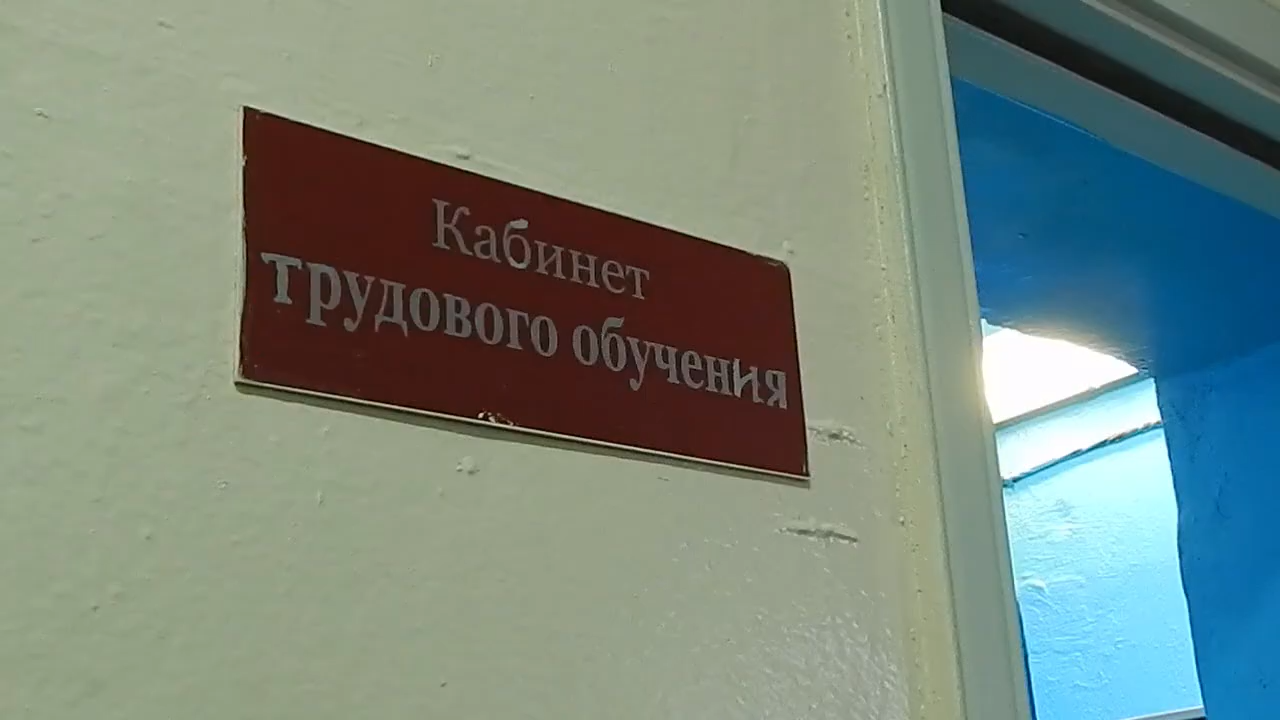 Кабинет
трудового обучения